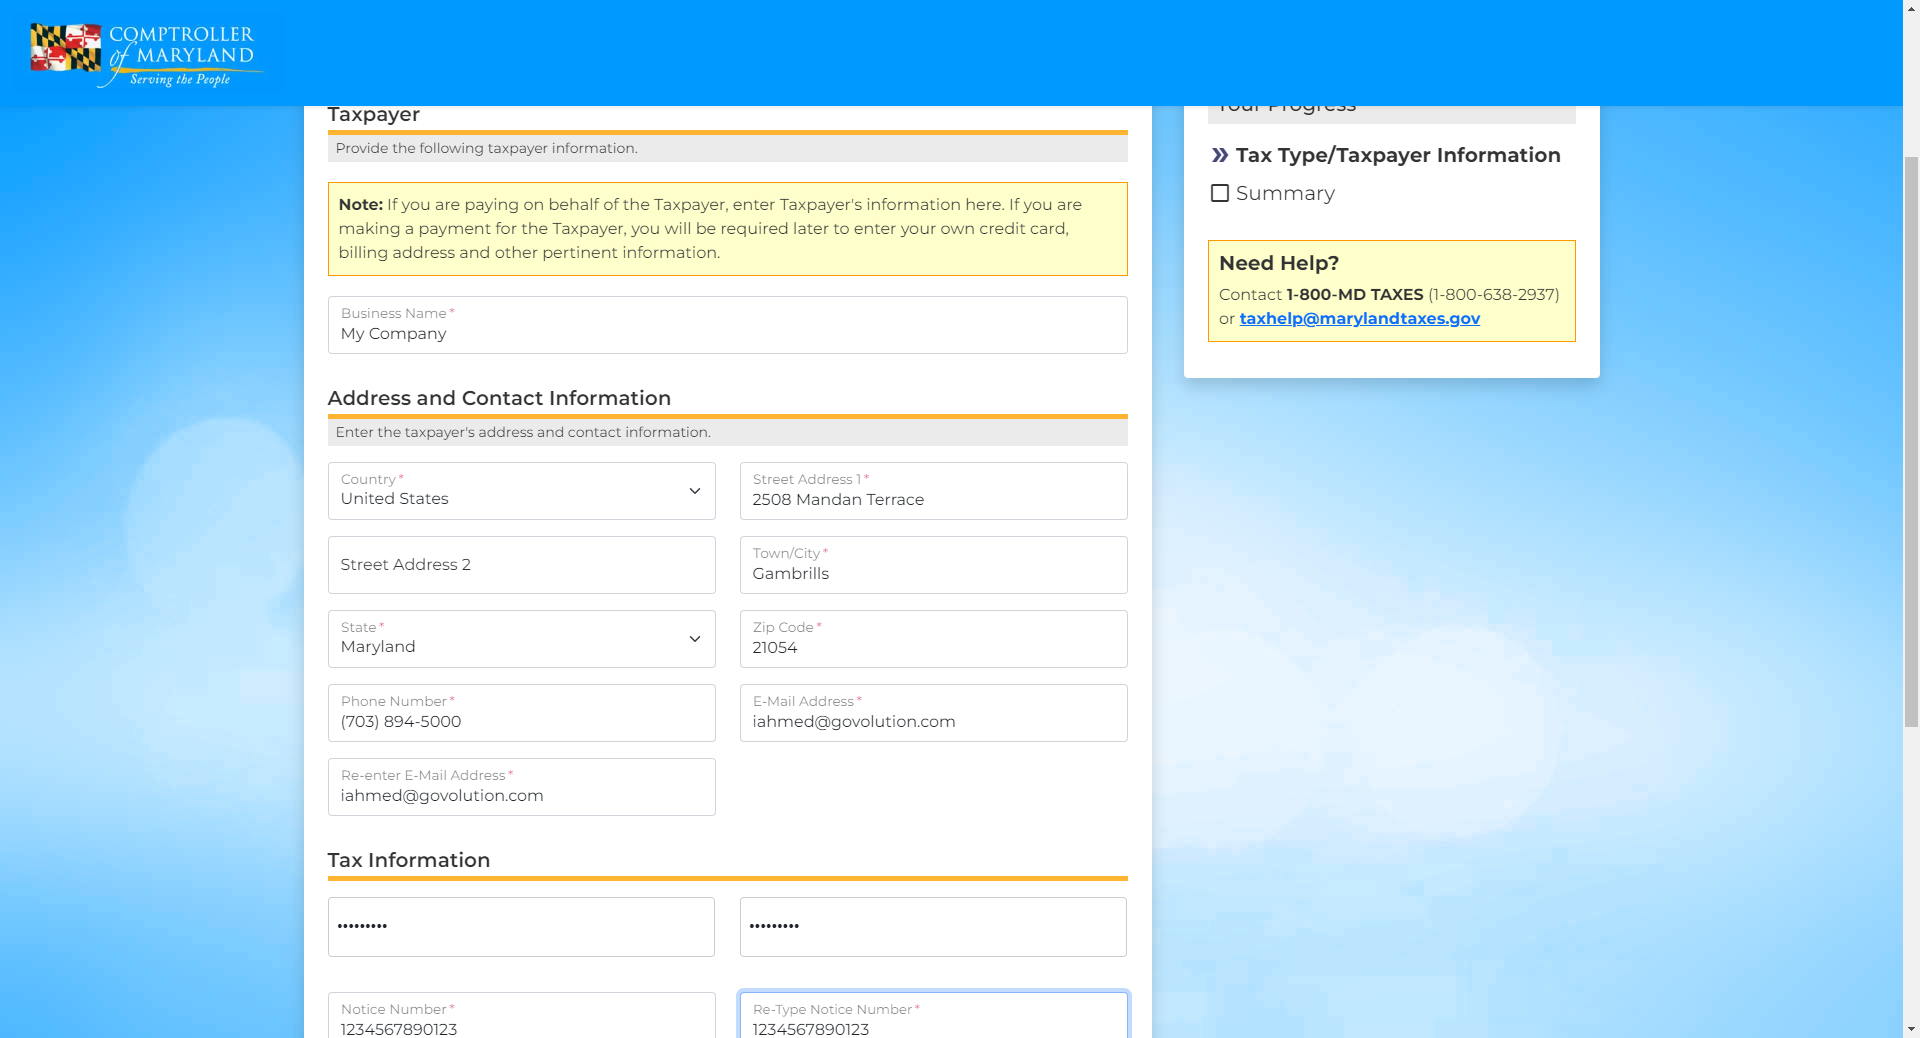 COMPTROLLER
of MARYLAND
Serving the People
Taxpayer
Provide the following taxpayer information.
Note: If you are paying on behalf of the Taxpayer, enter Taxpayer's information here. If you are
making a payment for the Taxpayer, you will be required later to enter your own credit card,
billing address and other pertinent information.
Business Name *
My Company
Address and Contact Information
Enter the taxpayer's address and contact information.
Country *
United States
Street Address 1 *
2508 Mandan Terrace
Street Address 2
Town/City *
Gambrills
State *
Maryland
Zip Code *
21054
Phone Number *
(703) 894-5000
E-Mail Address *
iahmed@govolution.com
Re-enter E-Mail Address *
iahmed@govolution.com
Tax Information
•••••••••
•••••••••
Notice Number *
1234567890123
Re-Type Notice Number *
1234567890123
Your Progress
Tax Type/Taxpayer Information
Summary
Need Help?
Contact 1-800-MD TAXES (1-800-638-2937)
or taxhelp@marylandtaxes.gov